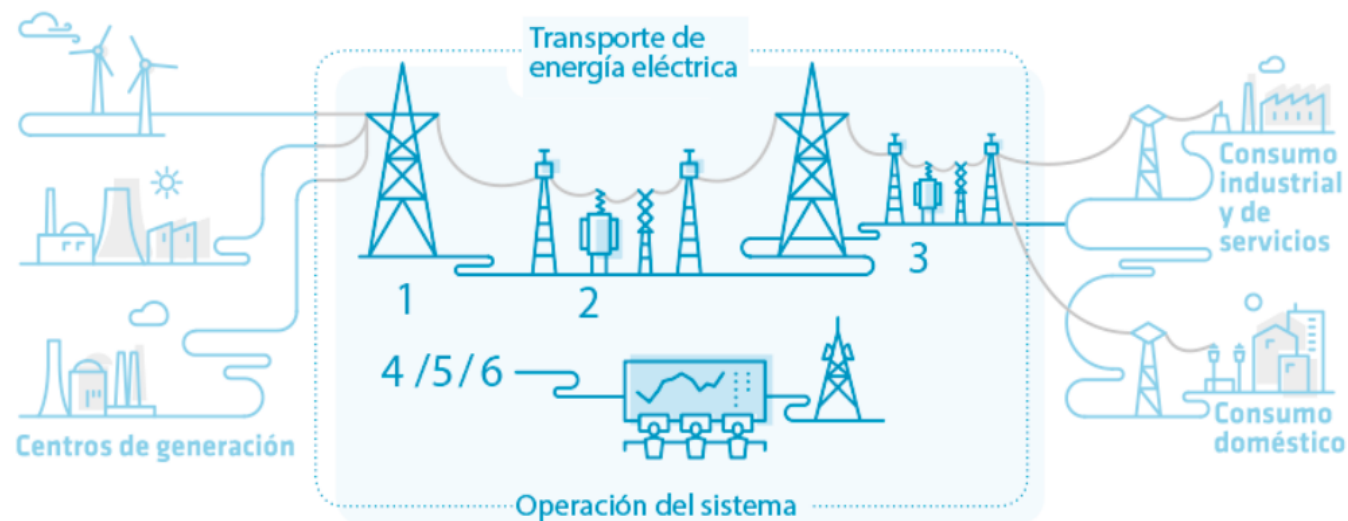 Transporte de
energía eléctrica
1
2
3
4 /5/ 6
Centros de generación
Consumo
industrial
y de
servicios
Consumo
doméstico
Operación del sistema